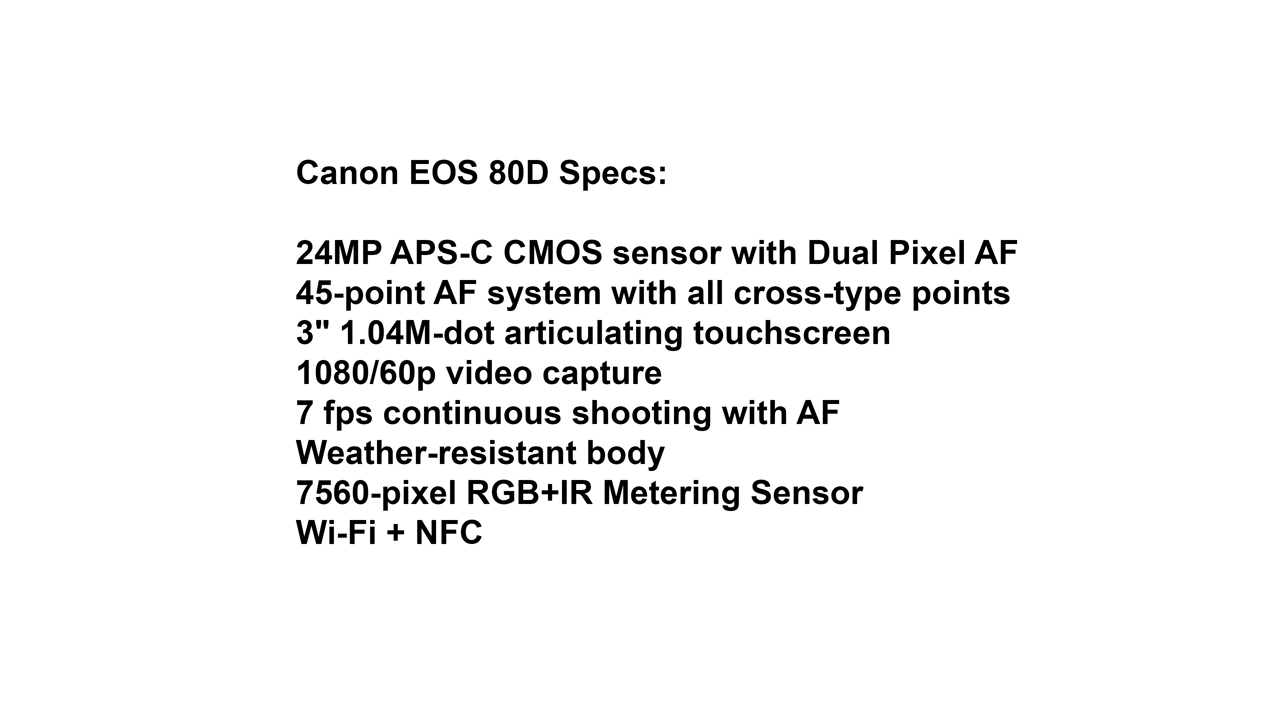 Canon EOS 80D Specs:
24MP APS-C CMOS sensor with Dual Pixel AF
45-point AF system with all cross-type points
3" 1.04M-dot articulating touchscreen
1080/60p video capture
7 fps continuous shooting with AF
Weather-resistant body
7560-pixel RGB+IR Metering Sensor
Wi-Fi + NFC